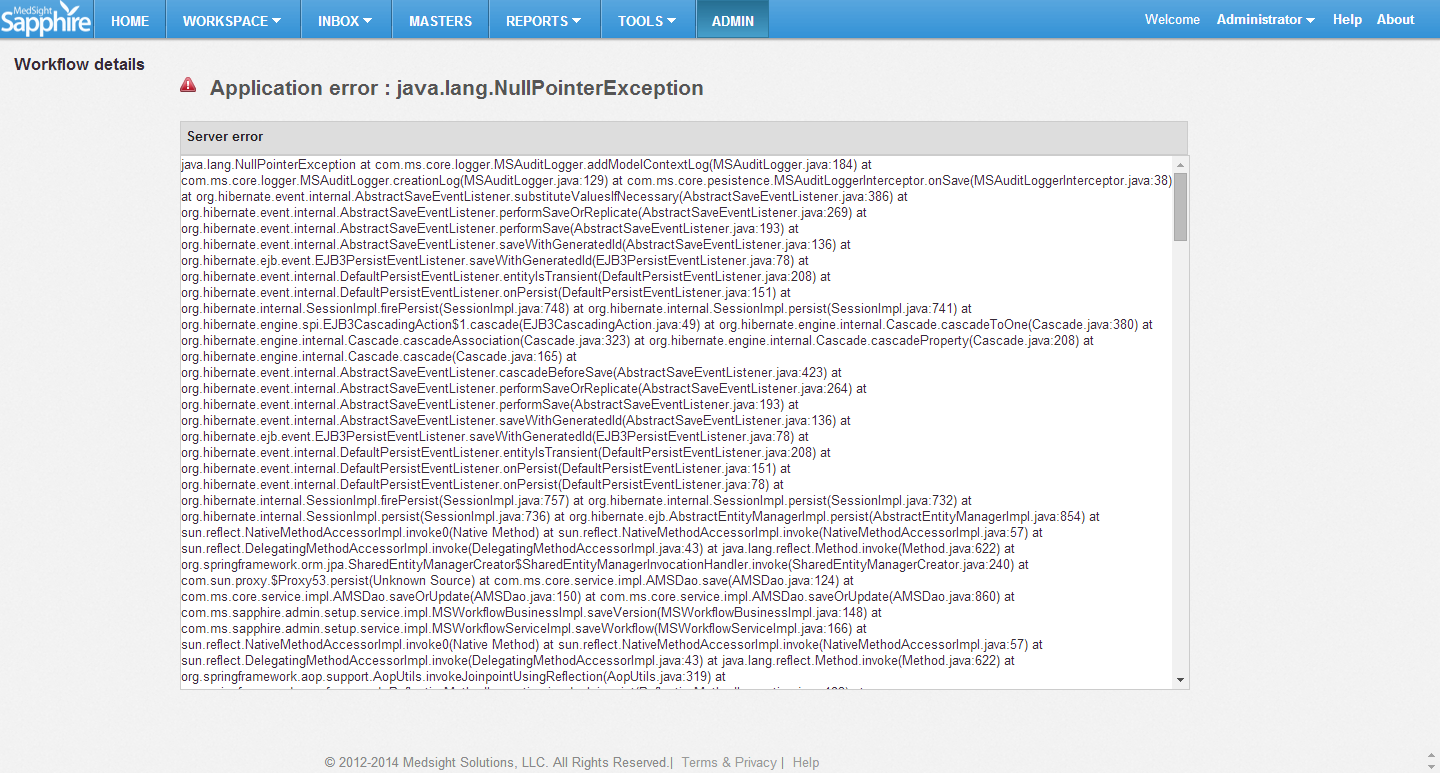 MedSight
Sapphire
HOME WORKSPACE INBOX MASTERS REPORTS TOOLS ADMIN Welcome Administrator Help About
Workflow details
Application error : java.lang.NullPointerException
Server error
java.lang.NullPointerException at com.ms.core.logger.MSAuditLogger.addModelContextLog(MSAuditLogger.java:184) at
com.ms.core.logger.MSAuditLogger.creationLog(MSAuditLogger.java:129) at com.ms.core.pesistence.MSAuditLoggerInterceptor.onSave(MSAuditLoggerInterceptor.java:38)
at org.hibernate.event.internal.AbstractSaveEventListener.substituteValuesIfNecessary(AbstractSaveEventListener.java:386) at
org.hibernate.event.internal.AbstractSaveEventListener.performSaveOrReplicate(AbstractSaveEventListener.java:269) at
org.hibernate.event.internal.AbstractSaveEventListener.performSave(AbstractSaveEventListener.java:193) at
org.hibernate.event.internal.AbstractSaveEventListener.saveWithGeneratedId(AbstractSaveEventListener.java:136) at
org.hibernate.ejb.event.EJB3PersistEventListener.saveWithGeneratedId(EJB3PersistEventListener.java:78) at
org.hibernate.event.internal.DefaultPersistEventListener.entityIsTransient(DefaultPersistEventListener.java:208) at
org.hibernate.event.internal.DefaultPersistEventListener.onPersist(DefaultPersistEventListener.java:151) at
org.hibernate.internal.SessionImpl.firePersist(SessionImpl.java:748) at org.hibernate.internal.SessionImpl.persist(SessionImpl.java:741) at
org.hibernate.engine.spi.EJB3CascadingAction$1.cascade(EJB3CascadingAction.java:49) at org.hibernate.engine.internal.Cascade.cascadeToOne(Cascade.java:380) at
org.hibernate.engine.internal.Cascade.cascadeAssociation(Cascade.java:323) at org.hibernate.engine.internal.Cascade.cascadeProperty(Cascade.java:208) at
org.hibernate.engine.internal.Cascade.cascade(Cascade.java:165) at
org.hibernate.event.internal.AbstractSaveEventListener.cascadeBeforeSave(AbstractSaveEventListener.java:423) at
org.hibernate.event.internal.AbstractSaveEventListener.performSaveOrReplicate(AbstractSaveEventListener.java:264) at
org.hibernate.event.internal.AbstractSaveEventListener.performSave(AbstractSaveEventListener.java:193) at
org.hibernate.event.internal.AbstractSaveEventListener.saveWithGeneratedId(AbstractSaveEventListener.java:136) at
org.hibernate.ejb.event.EJB3PersistEventListener.saveWithGeneratedId(EJB3PersistEventListener.java:78) at
org.hibernate.event.internal.DefaultPersistEventListener.entityIsTransient(DefaultPersistEventListener.java:208) at
org.hibernate.event.internal.DefaultPersistEventListener.onPersist(DefaultPersistEventListener.java:151) at
org.hibernate.event.internal.DefaultPersistEventListener.onPersist(DefaultPersistEventListener.java:78) at
org.hibernate.internal.SessionImpl.firePersist(SessionImpl.java:757) at org.hibernate.internal.SessionImpl.persist(SessionImpl.java:732) at
org.hibernate.internal.SessionImpl.persist(SessionImpl.java:736) at org.hibernate.ejb.AbstractEntityManagerImpl.persist(AbstractEntityManagerImpl.java:854) at
sun.reflect.NativeMethodAccessorImpl.invoke0(Native Method) at sun.reflect.NativeMethodAccessorImpl.invoke(NativeMethodAccessorImpl.java:57) at
sun.reflect.DelegatingMethodAccessorImpl.invoke(DelegatingMethodAccessorImpl.java:43) at java.lang.reflect.Method.invoke(Method.java:622) at
org.springframework.orm.jpa.SharedEntityManagerCreator$SharedEntityManagerInvocationHandler.invoke(SharedEntityManagerCreator.java:240) at
com.sun.proxy.$Proxy53.persist(Unknown Source) at com.ms.core.service.impl.AMSDao.save(AMSDao.java:124) at
com.ms.core.service.impl.AMSDao.saveOrUpdate(AMSDao.java:150) at com.ms.core.service.impl.AMSDao.saveOrUpdate(AMSDao.java:860) at
com.ms.sapphire.admin.setup.service.impl.MSWorkflowBusinessImpl.saveVersion(MSWorkflowBusinessImpl.java:148) at
com.ms.sapphire.admin.setup.service.impl.MSWorkflowServiceImpl.saveWorkflow(MSWorkflowServiceImpl.java:166) at
sun.reflect.NativeMethodAccessorImpl.invoke0(Native Method) at sun.reflect.NativeMethodAccessorImpl.invoke(NativeMethodAccessorImpl.java:57) at
sun.reflect.DelegatingMethodAccessorImpl.invoke(DelegatingMethodAccessorImpl.java:43) at java.lang.reflect.Method.invoke(Method.java:622) at
org.springframework.aop.support.AopUtils.invokeJoinpointUsingReflection(AopUtils.java:319) at
© 2012-2014 Medsight Solutions, LLC. All Rights Reserved.| Terms & Privacy | Help